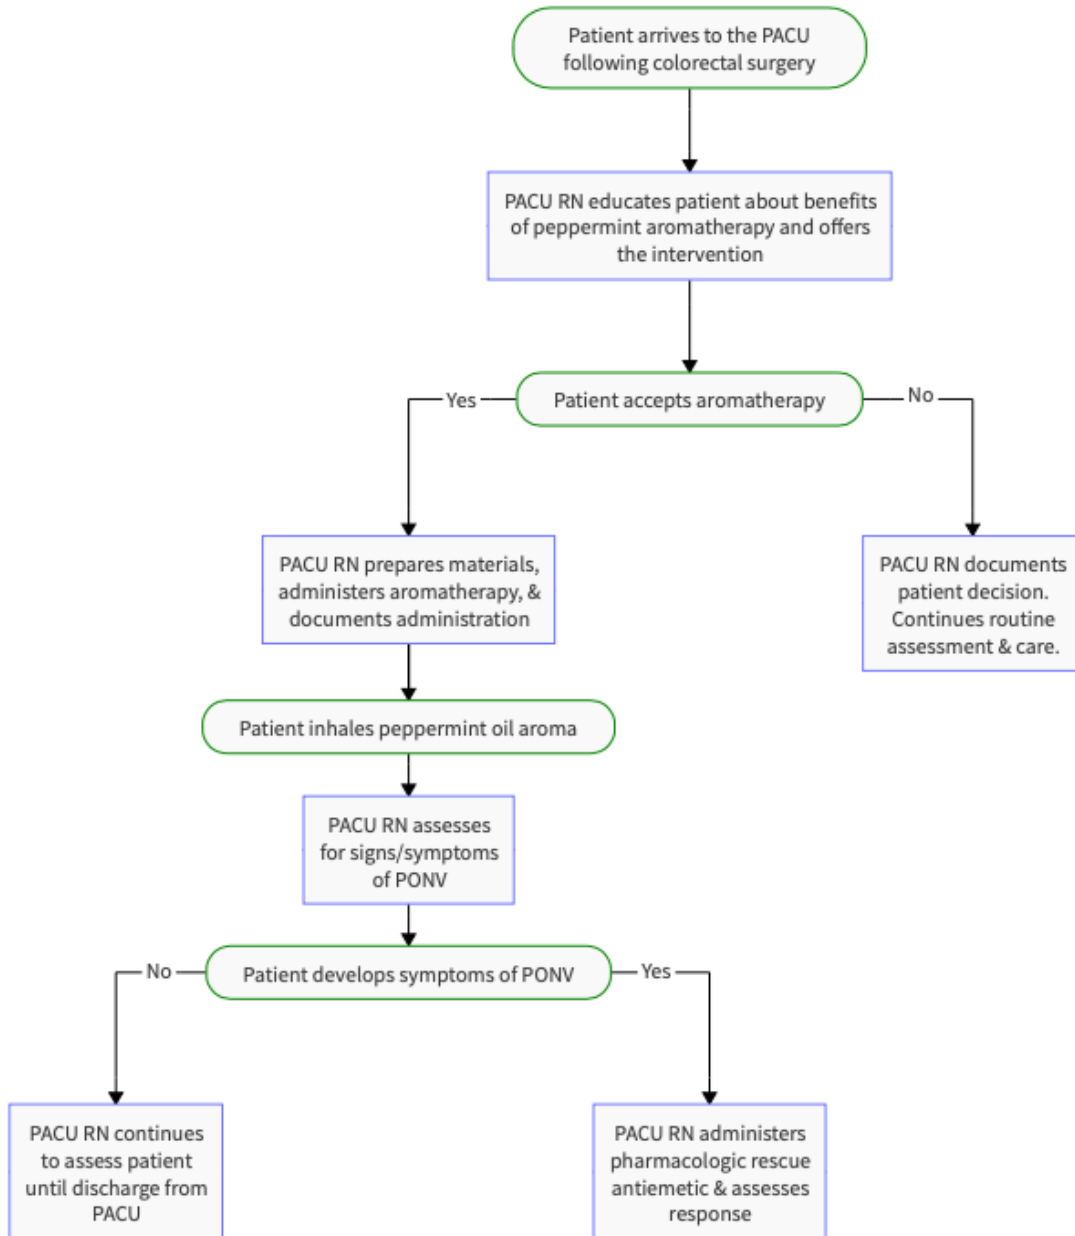 Patient arrives to the PACU
following colorectal surgery
PACU RN educates patient about benefits
of peppermint aromatherapy and offers
the intervention
Patient accepts aromatherapy
Yes
No
PACU RN prepares materials,
administers aromatherapy, &
documents administration
PACU RN documents
patient decision.
Continues routine
assessment & care.
Patient inhales peppermint oil aroma
PACU RN assesses
for signs/symptoms
of PONV
Patient develops symptoms of PONV
No
Yes
PACU RN continues
to assess patient
until discharge from
PACU
PACU RN administers
pharmacologic rescue
antiemetic & assesses
response